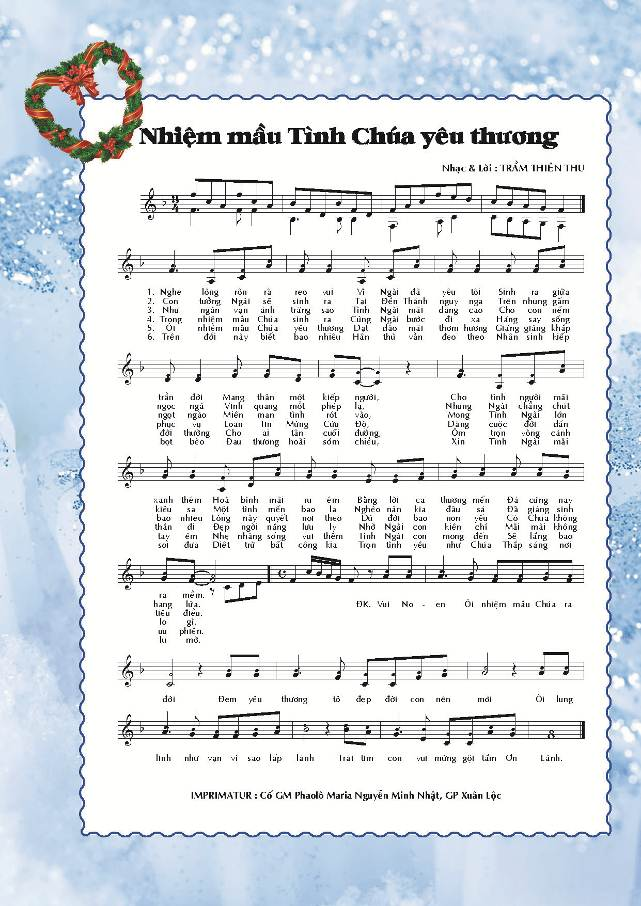 Nhiệm mầu Tình Chúa yêu thương
Nhạc & Lời : TRẦM THIÊN THU
1. Nghe lòng rộn rã reo vui Vì Ngài đã yêu tôi Sinh ra giữa
2. Con tưởng Ngài sẽ sinh ra Tại Đền Thánh nguy nga Trên nhung gấm
3. Như ngàn vạn ánh trăng sao Tình Ngài mãi dâng cao Cho con nếm
4. Trọng nhiệm mầu Chúa sinh ra Cùng Ngài bước đi xa Hăng say sống
5. Ôi nhiệm mầu Chúa yêu thương Dạt dào mãi thơm hương Giăng giăng khắp
6. Trên đời này biết bao nhiêu Hận thù vẫn đeo theo Nhân sinh kiếp
trần đời Mang thân một kiếp người, Cho tình người mãi
ngọc ngà Vinh quang một phép lạ, Nhưng Ngài chẳng chút
ngọt ngào Miên man tình rót vào, Mong Tình Ngài lớn
phục vụ Loan Tin Mừng Cứu Độ, Dâng cuộc đời dấn
đời thường Cho ai tận cuối đường, Ôm trọn vòng cánh
bọt bèo Đau thương hoài sớm chiều, Xin Tình Ngài mãi
xanh thêm Hoà bình mãi ru êm Bằng lời ca thương mến Đã cùng nay
kiêu sa Một tình mến bao la Nghèo nàn kia đâu sá Đã giáng sinh
bao nhiêu Lòng này quyết noi theo Dù đời bao non yếu Có Chúa không
thân đi Đẹp ngời nắng lưu ly Nhờ Ngài con kiên chí Mãi mãi không
tay êm Nhẹ nhàng sóng vui thêm Tình Ngài con mong đến Sẽ lắng bao
soi đưa Diệt trừ bất công kia Trọn tình yêu như Chúa Thắp sáng nơi
ra mềm.
hang lừa.
tiêu điều.
lo gì.
ưu phiền.
lu mờ.
ĐK. Vui No - en Ôi nhiệm mầu Chúa ra
đời Đem yêu thương tô đẹp đời con nên mới Ôi lung
linh như vạn vì sao lấp lánh Trái tim con vui mừng gội tắm Ơn Lành.
IMPRIMATUR : Cố GM Phaolô Maria Nguyễn Minh Nhật, GP Xuân Lộc